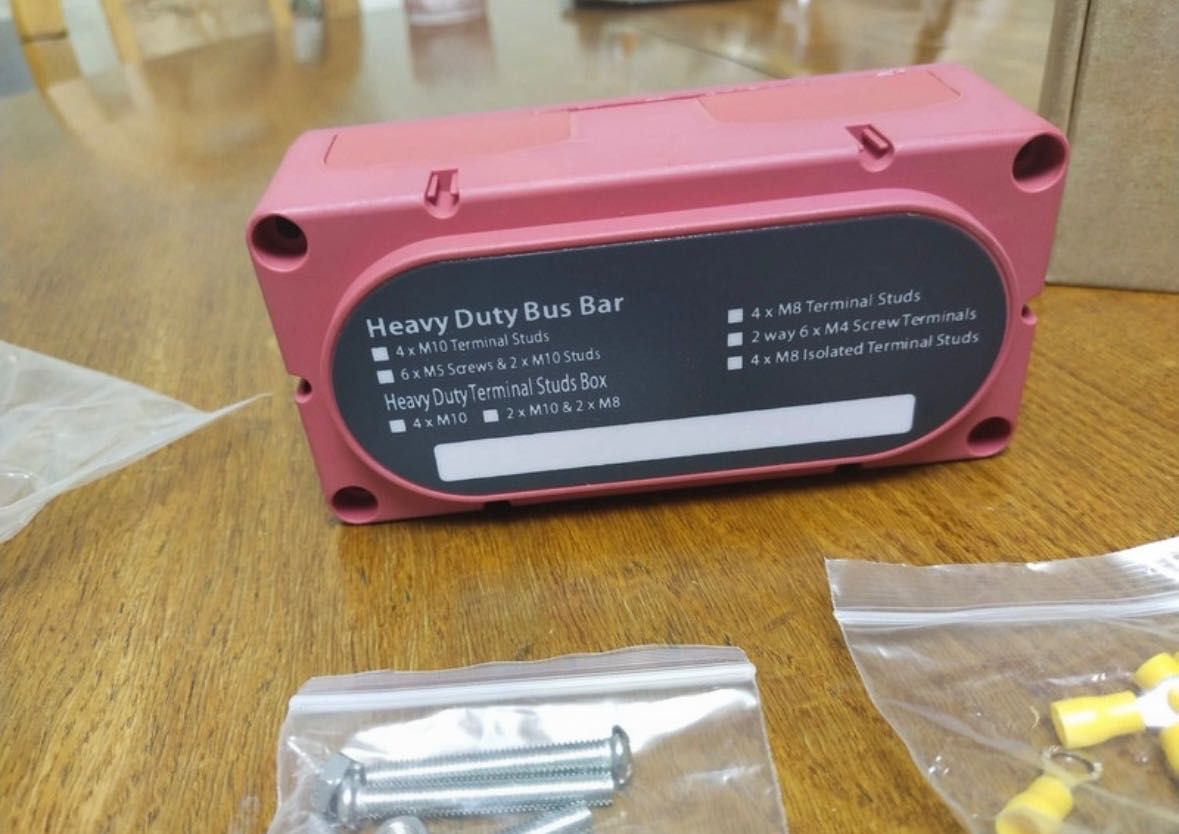 Heavy Duty Bus Bar
4 x M10 Terminal Studs
6 x M5 Screws & 2 x M10 Studs
Heavy Duty Terminal Studs Box
4 x M10 2 x M10 & 2 x M8
4 x M8 Terminal Studs
2 way 6 x M4 Screw Terminals
4 x M8 Isolated Terminal Studs